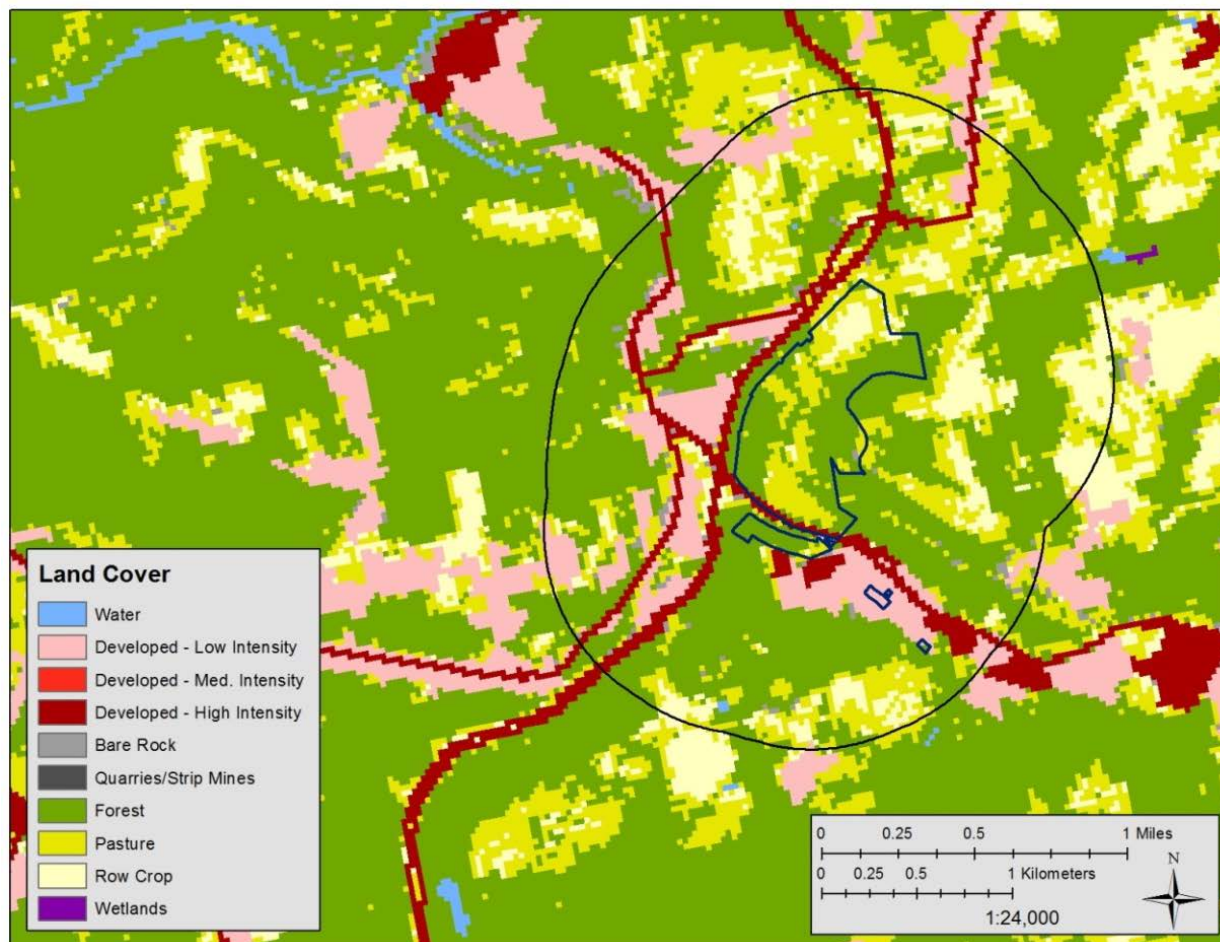 Land Cover
Water
Developed - Low Intensity
Developed - Med. Intensity
Developed - High Intensity
Bare Rock
Quarries/Strip Mines
Forest
Pasture
Row Crop
Wetlands
0 0.25 0.5 1 Miles
0 0.25 0.5 1 Kilometers
N
1:24,000